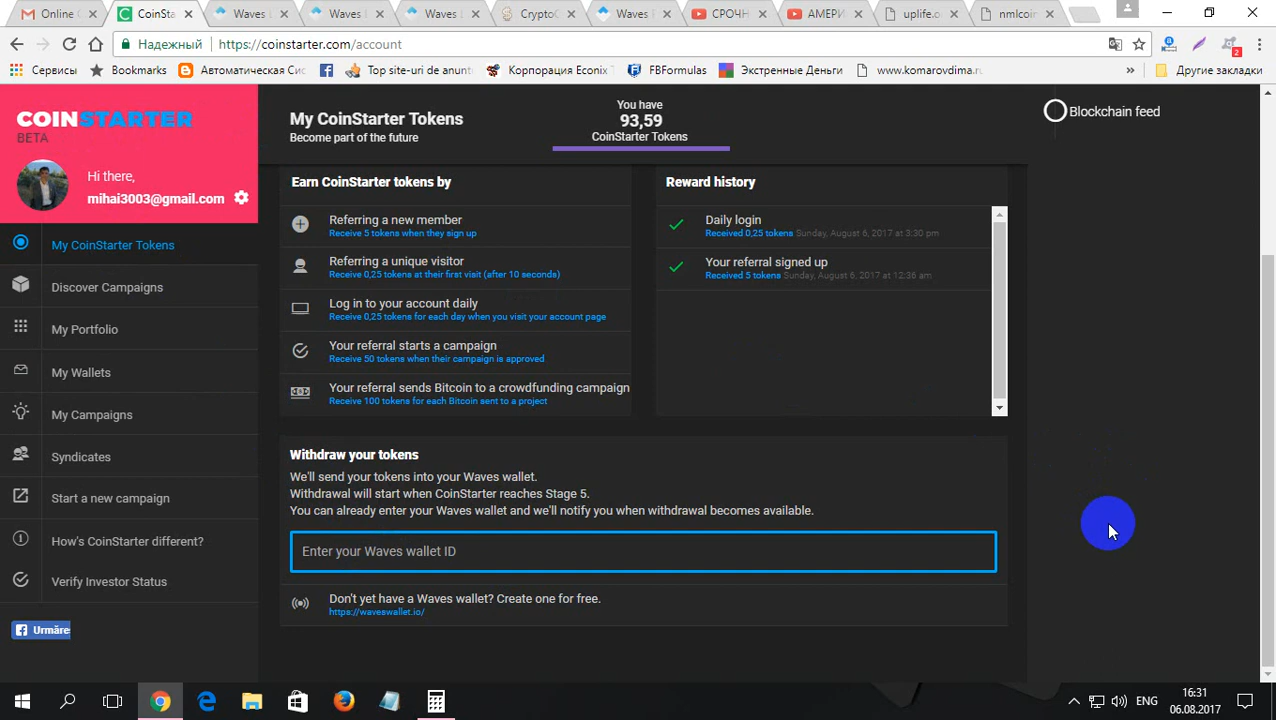 Online C
CoinSta
Waves L
Waves L
Waves L
Crypto
Waves P
СРОЧН
АМЕРИ
uplife.o
nmlcoin
Надежный
https://coinstarter.com/account
2
Сервисы
Bookmarks
Автоматическая Сис
Top site-uri de anunt
Корпорация Econix
FBFormulas
Экстренные Деньги
www.komarovdima.ru
»
Другие закладки
COINSTARTER
BETA
Hi there,
mihai3003@gmail.com
My CoinStarter Tokens
Discover Campaigns
My Portfolio
My Wallets
My Campaigns
Syndicates
Start a new campaign
How's CoinStarter different?
Verify Investor Status
Urmăre
My CoinStarter Tokens
Become part of the future
You have
93,59
CoinStarter Tokens
Blockchain feed
Earn CoinStarter tokens by
Referring a new member
Receive 5 tokens when they sign up
Referring a unique visitor
Receive 0,25 tokens at their first visit (after 10 seconds)
Log in to your account daily
Receive 0,25 tokens for each day when you visit your account page
Your referral starts a campaign
Receive 50 tokens when their campaign is approved
Your referral sends Bitcoin to a crowdfunding campaign
Receive 100 tokens for each Bitcoin sent to a project
Reward history
Daily login
Received 0,25 tokens Sunday, August 6, 2017 at 3:30 pm
Your referral signed up
Received 5 tokens Sunday, August 6, 2017 at 12:36 am
Withdraw your tokens
We'll send your tokens into your Waves wallet.
Withdrawal will start when CoinStarter reaches Stage 5.
You can already enter your Waves wallet and we'll notify you when withdrawal becomes available.
Enter your Waves wallet ID
Don't yet have a Waves wallet? Create one for free.
https://waveswallet.io/
ENG
16:31
06.08.2017